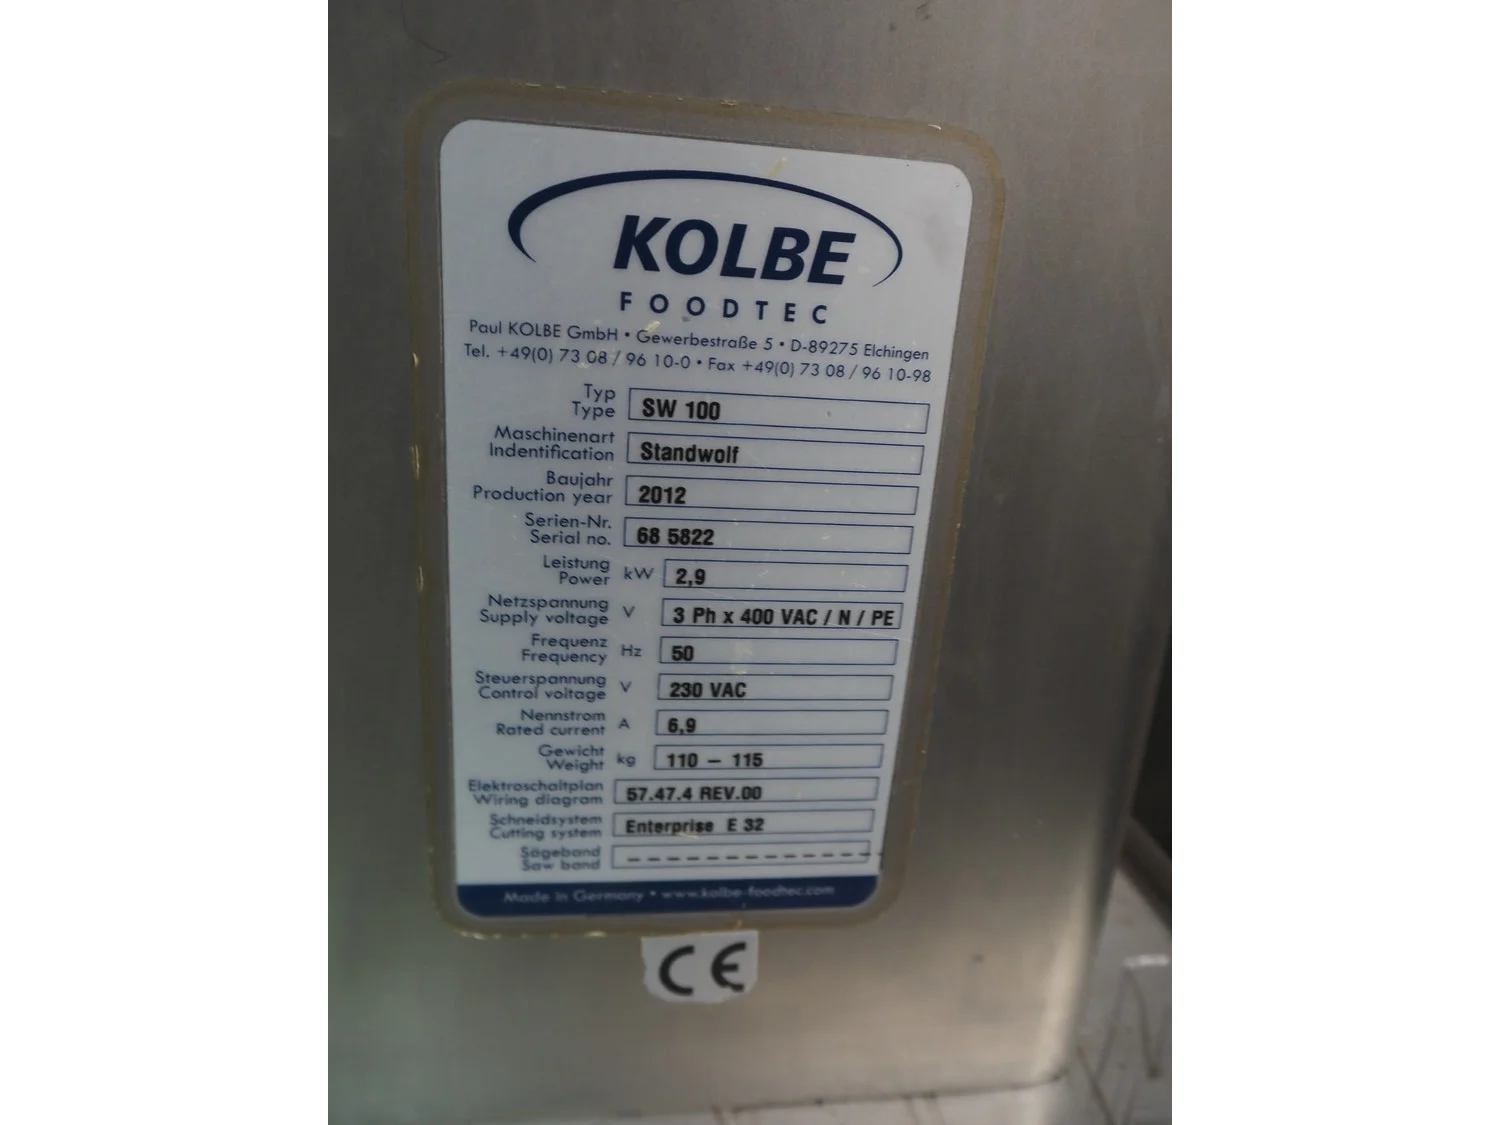 KOLBE
FOODTEC
Paul KOLBE GmbH • Gewerbestraße 5 • D-89275 Elchingen
Tel. +49(0) 73 08 / 96 10-0 • Fax +49(0) 73 08 / 96 10-98
Typ
Type SW 100
Maschinenart
Indentification Standwolf
Baujahr
Production year 2012
Serien-Nr.
Serial no. 68 5822
Leistung
Power kW 2,9
Netzspannung
Supply voltage V 3 Ph x 400 VAC / N / PE
Frequenz
Frequency Hz 50
Steuerspannung
Control voltage V 230 VAC
Nennstrom
Rated current A 6,9
Gewicht
Weight kg 110 – 115
Elektroschaltplan
Wiring diagram 57.47.4 REV.00
Schneidsystem
Cutting system Enterprise E 32
Sägeband
Saw band – – – – – – – – – – – – – –
Made in Germany • www.kolbe-foodtec.com
CE